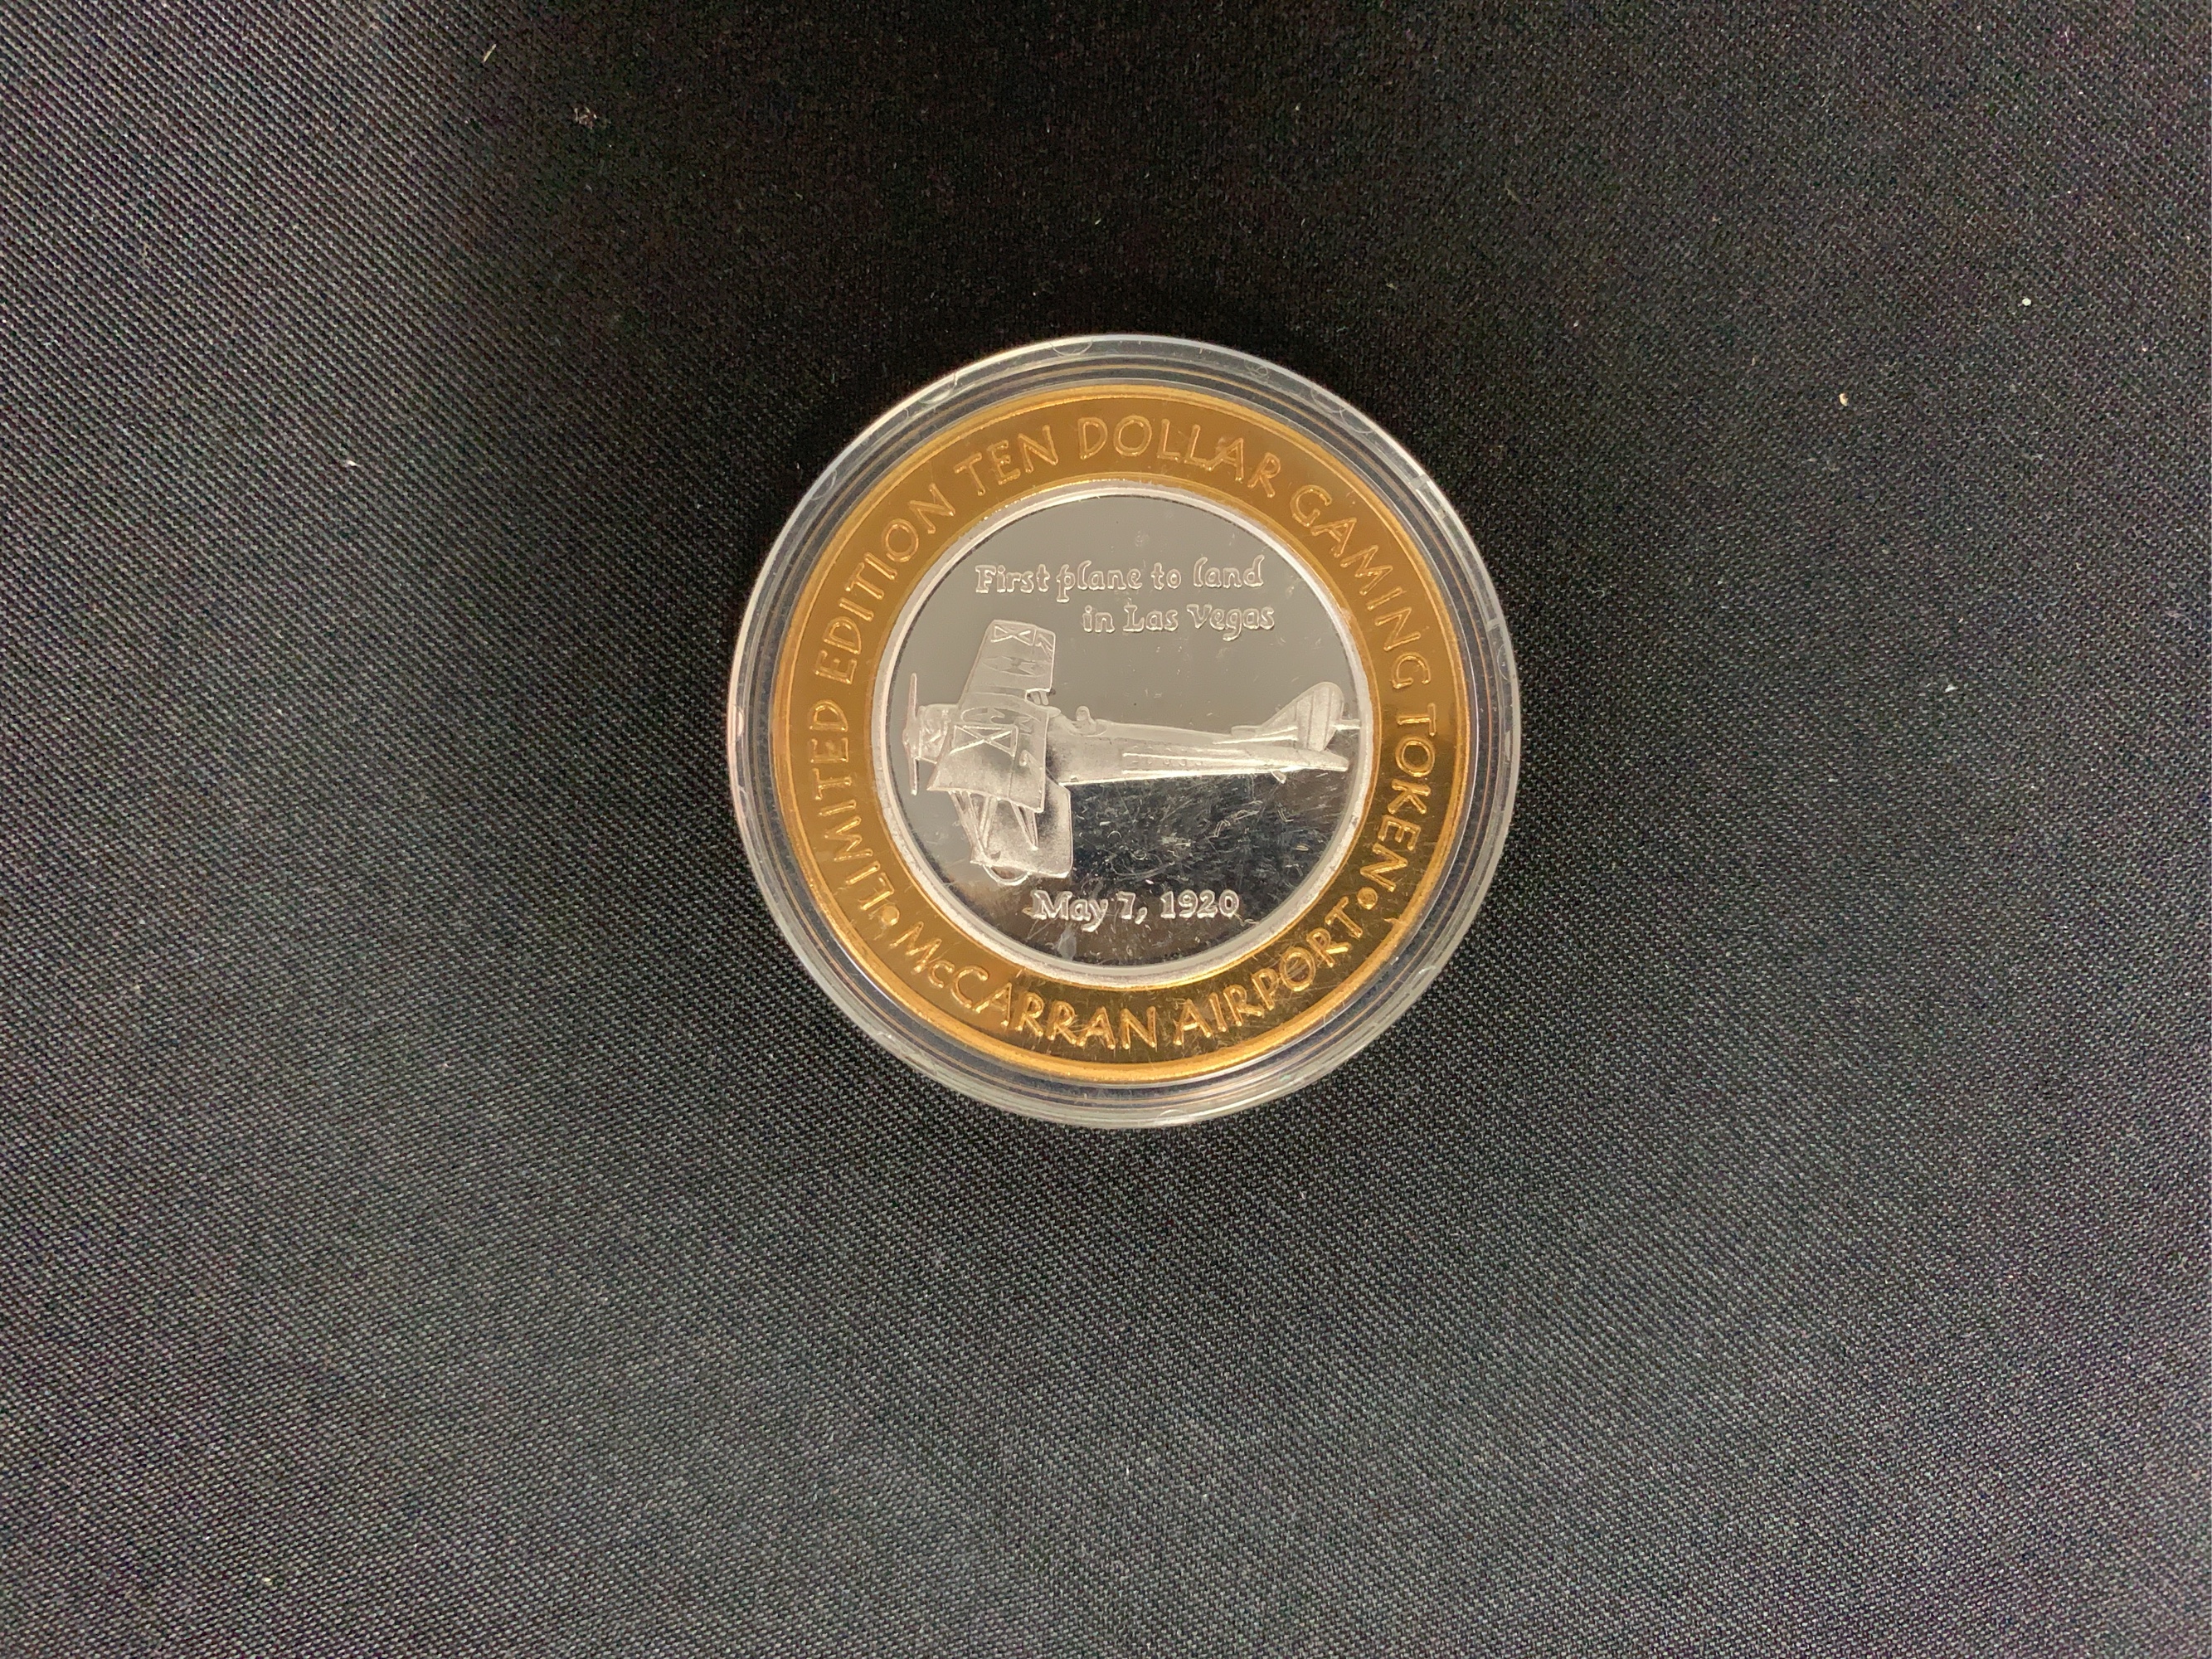 LIMITED EDITION TEN DOLLAR GAMING TOKEN
• McCARRAN AIRPORT •
First plane to land
in Las Vegas
May 7, 1920